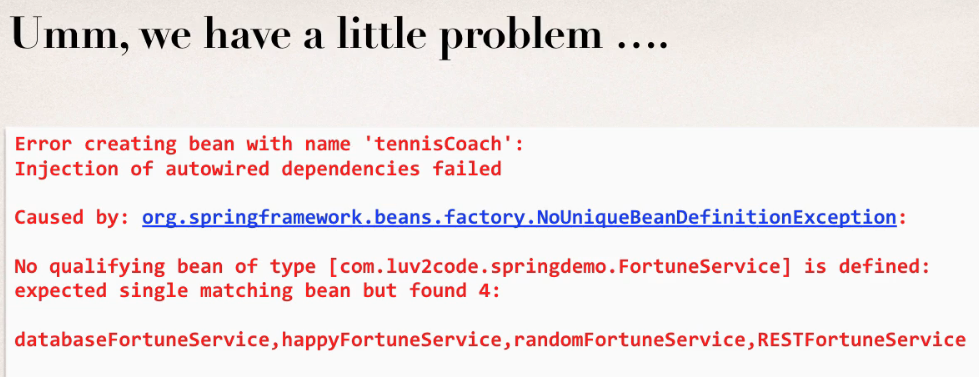 Umm, we have a little problem ....
Error creating bean with name 'tennisCoach':
Injection of autowired dependencies failed
Caused by: org.springframework.beans.factory.NoUniqueBeanDefinitionException:
No qualifying bean of type [com.luv2code.springdemo.FortuneService] is defined:
expected single matching bean but found 4:
databaseFortuneService,happyFortuneService,randomFortuneService,RESTFortuneService